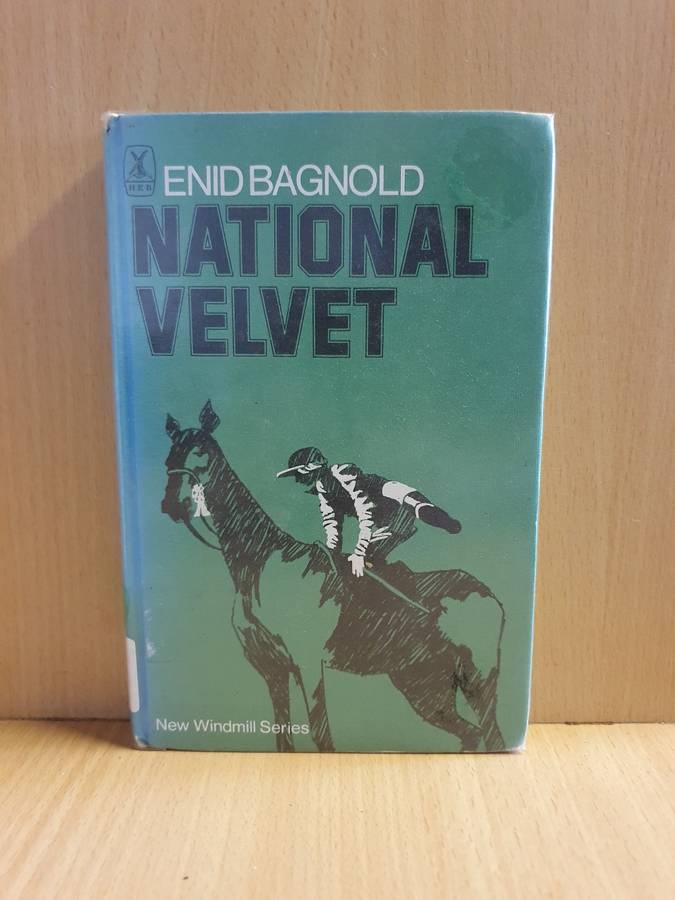 H.E.B
ENID BAGNOLD
NATIONAL
VELVET
New Windmill Series